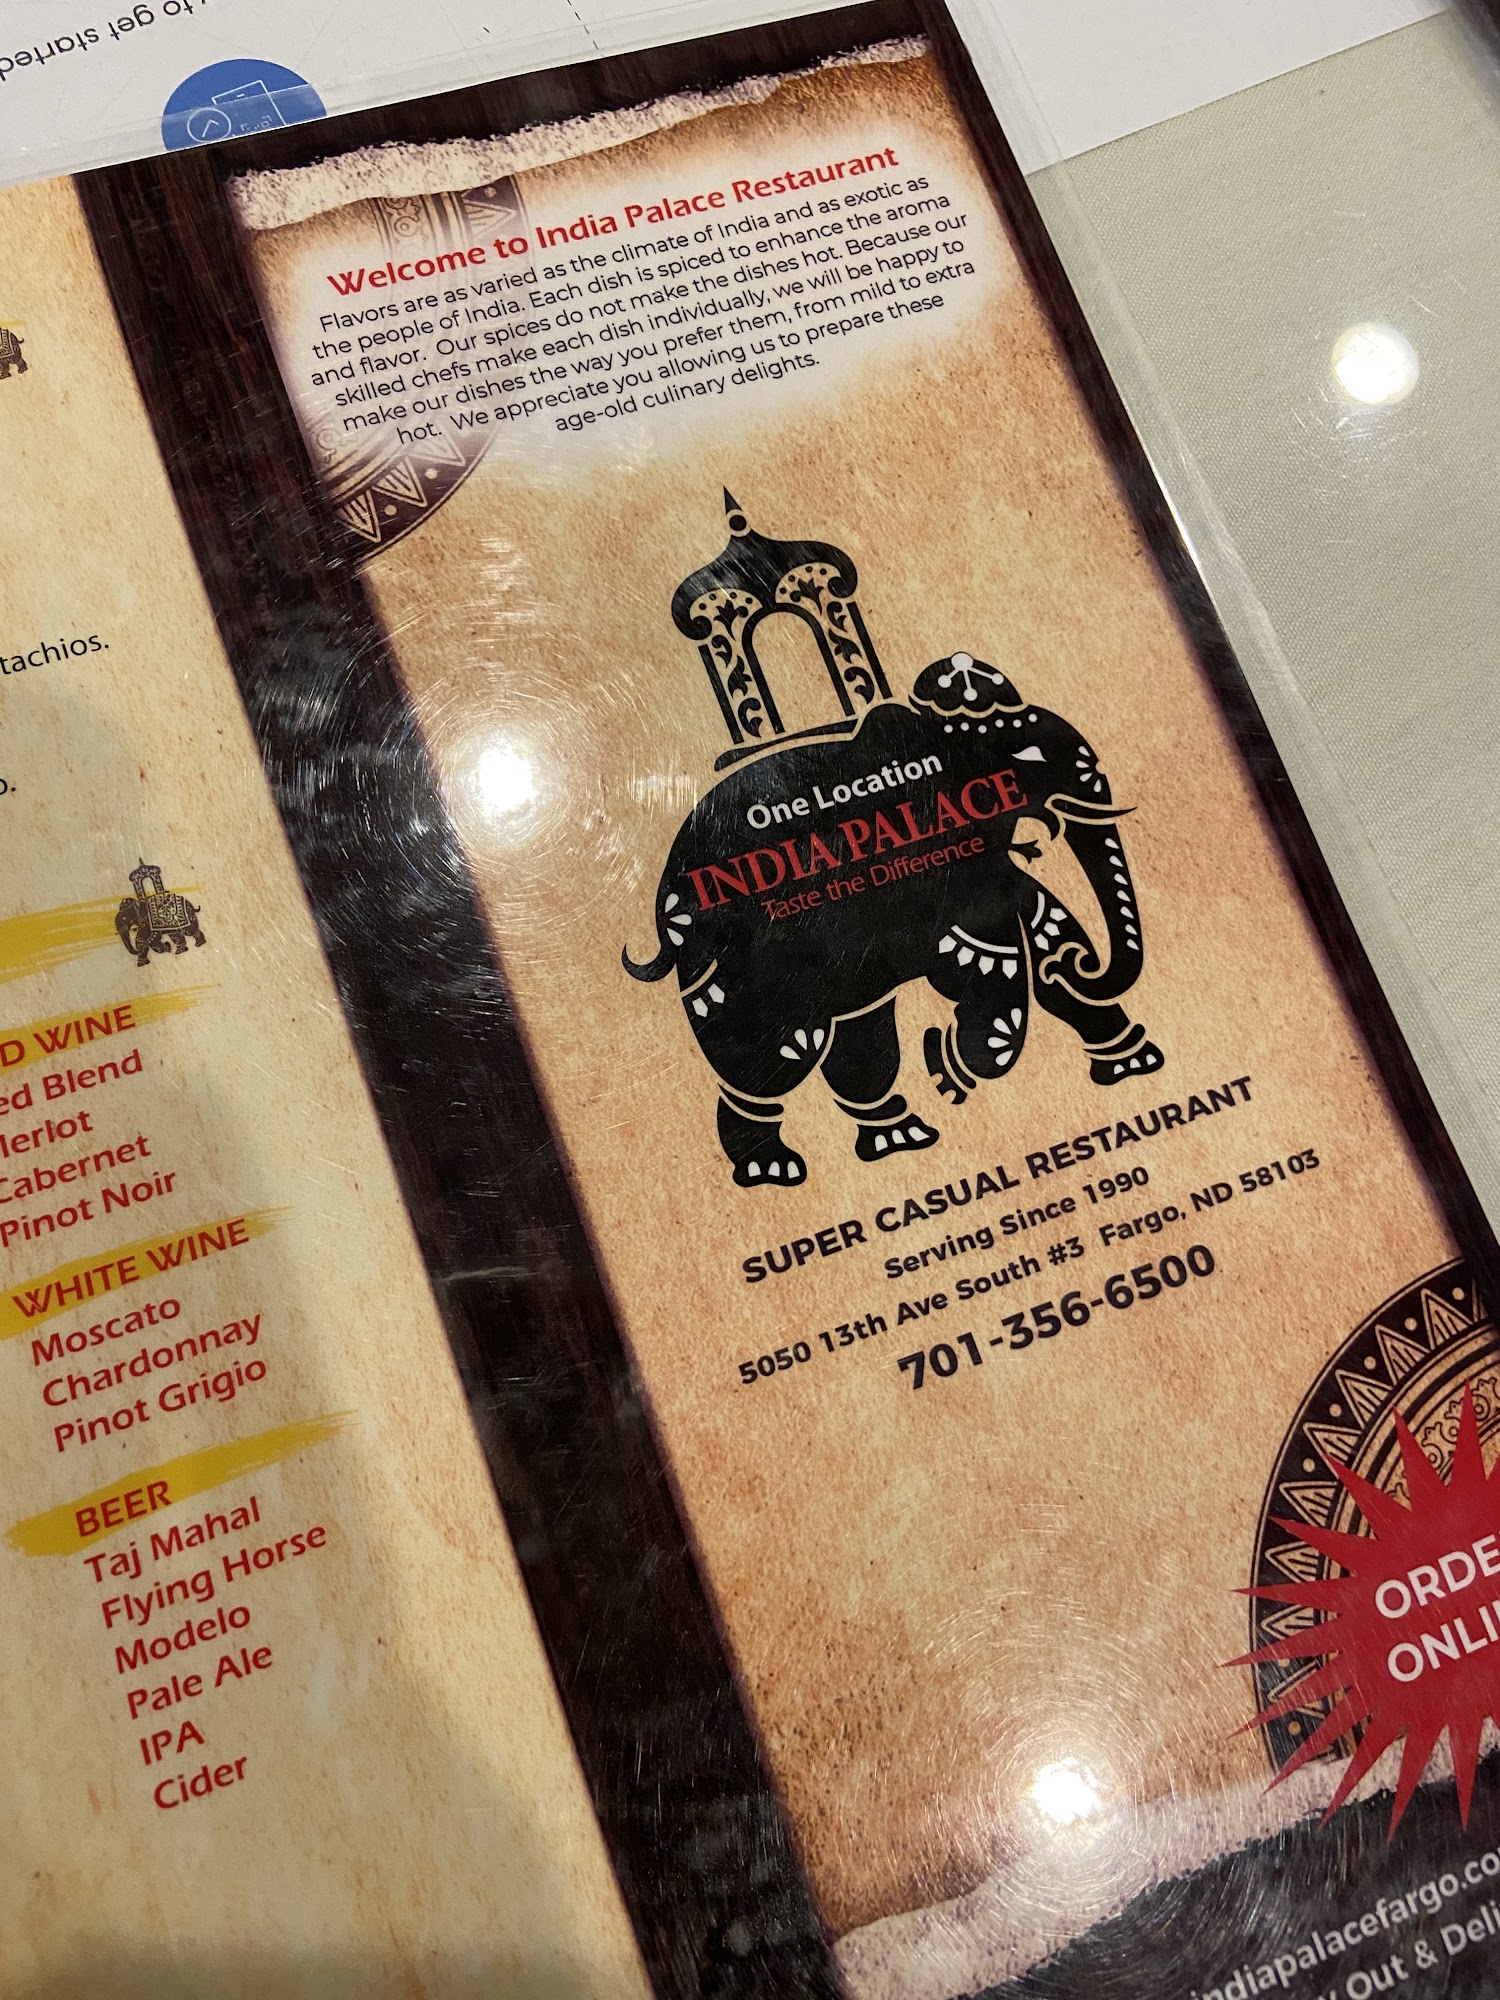 to get started
tachios.
WINE
Blend
Cabernet
Pinot Noir
WHITE WINE
Moscato
Chardonnay
Pinot Grigio
BEER
Taj Mahal
Flying Horse
Modelo
Pale Ale
IPA
Cider
Welcome to India Palace Restaurant
Flavors are as varied as the climate of India and as exotic as
the people of India. Each dish is spiced to enhance the aroma
and flavor. Our spices do not make the dishes hot. Because our
skilled chefs make each dish individually, we will be happy to
make our dishes the way you prefer them, from mild to extra
hot. We appreciate you allowing us to prepare these
age-old culinary delights.
One Location
INDIA PALACE
Taste the Difference
SUPER CASUAL RESTAURANT
Serving Since 1990
5050 13th Ave South #3 Fargo, ND 58103
701-356-6500
ORDE
ONLI
indiapalacefargo.co
Out & Deli